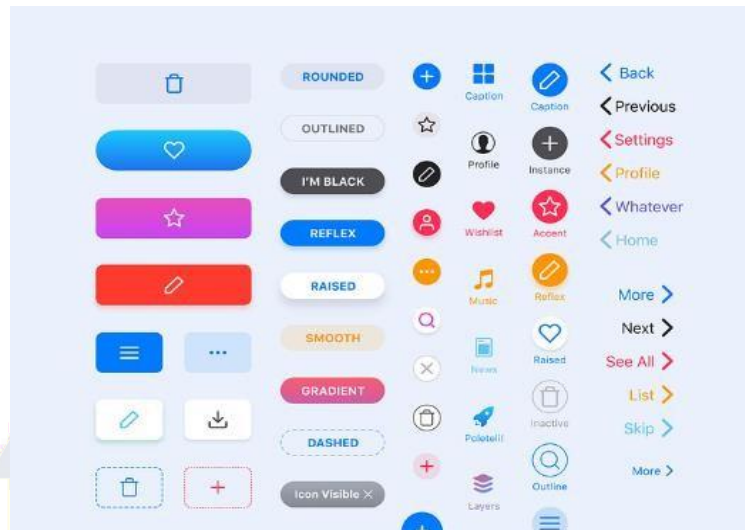 ROUNDED
OUTLINED
I'M BLACK
REFLEX
RAISED
SMOOTH
GRADIENT
DASHED
Icon Visible ×
Caption
Profile
Wishlist
Music
News
Poleteli!
Layers
Caption
Instance
Accent
Reflex
Raised
Inactive
Outline
Back
Previous
Settings
Profile
Whatever
Home
More
Next
See All
List
Skip
More